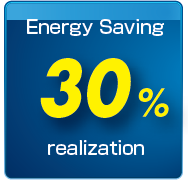 Energy Saving
30%
realization